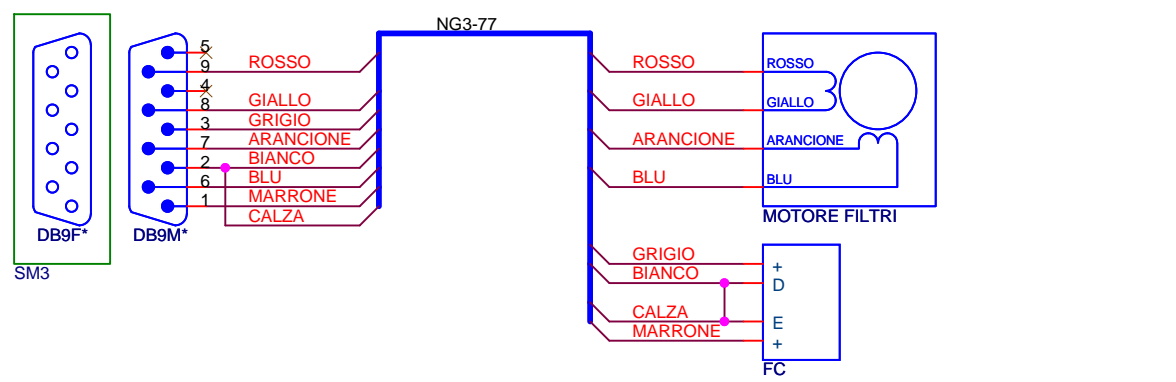 NG3-77
5
9 ROSSO
4
8 GIALLO
3 GRIGIO
7 ARANCIONE
2 BIANCO
6 BLU
1 MARRONE
CALZA
DB9F*
DB9M*
SM3
ROSSO
GIALLO
ARANCIONE
BLU
ROSSO
GIALLO
ARANCIONE
BLU
MOTORE FILTRI
GRIGIO
BIANCO
CALZA
MARRONE
+
D
E
+
FC